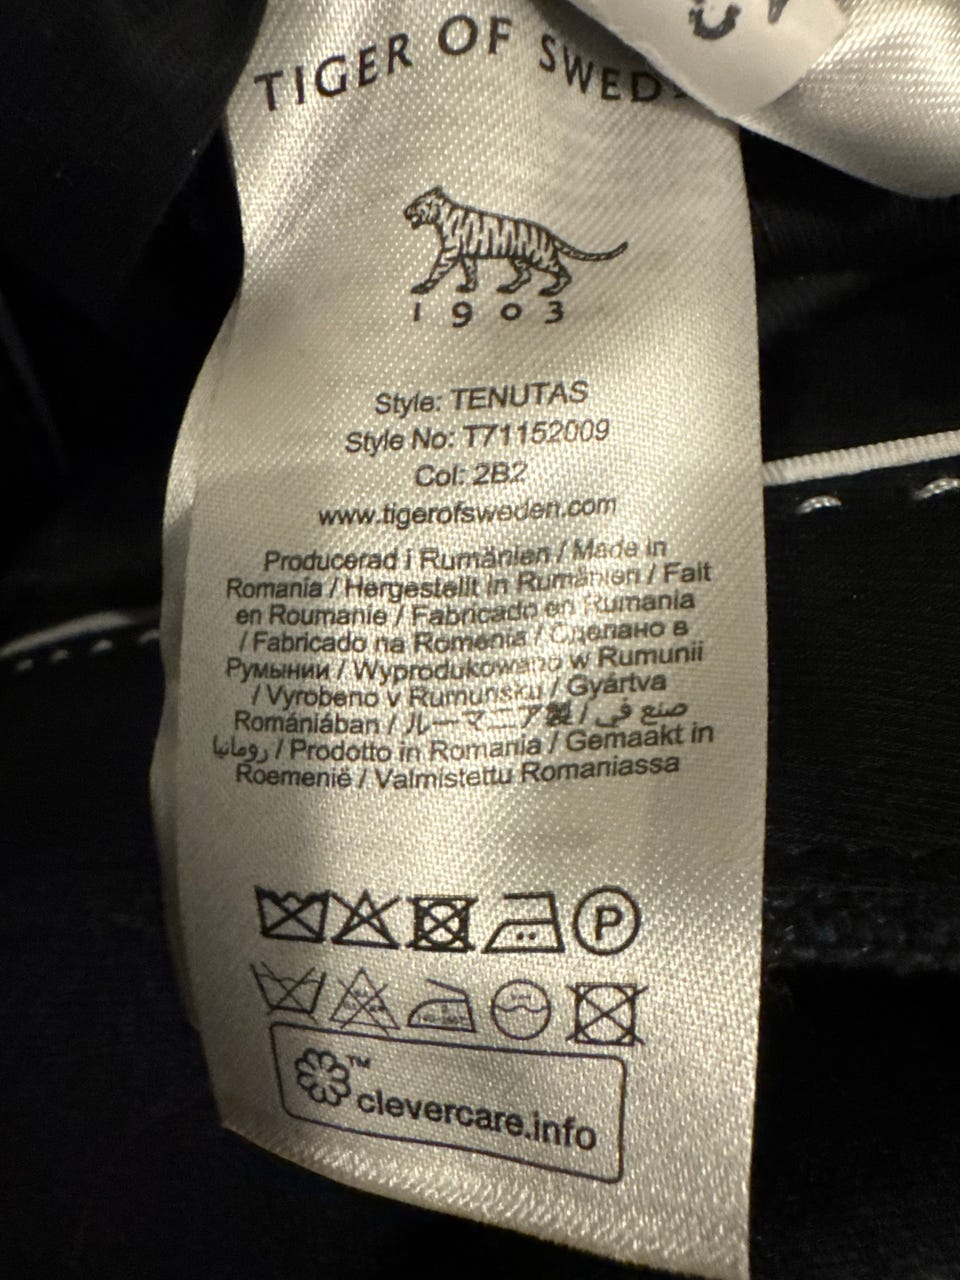 TIGER OF SWED
1903
Style: TENUTAS
Style No: T71152009
Col: 2B2
www.tigerofsweden.com
Producerad i Rumänien / Made in
Romania / Hergestellt in Rumänien / Fait
en Roumanie / Fabricado en Rumania
/ Fabricado na Romenia / Сделано в
Румынии / Wyprodukowano w Rumunii
/ Vyrobeno v Rumunsku / Gyártva
Romániában / ルーマニア製 / صنع في
رومانيا / Prodotto in Romania / Gemaakt in
Roemenië / Valmistettu Romaniassa
P
™
clevercare.info